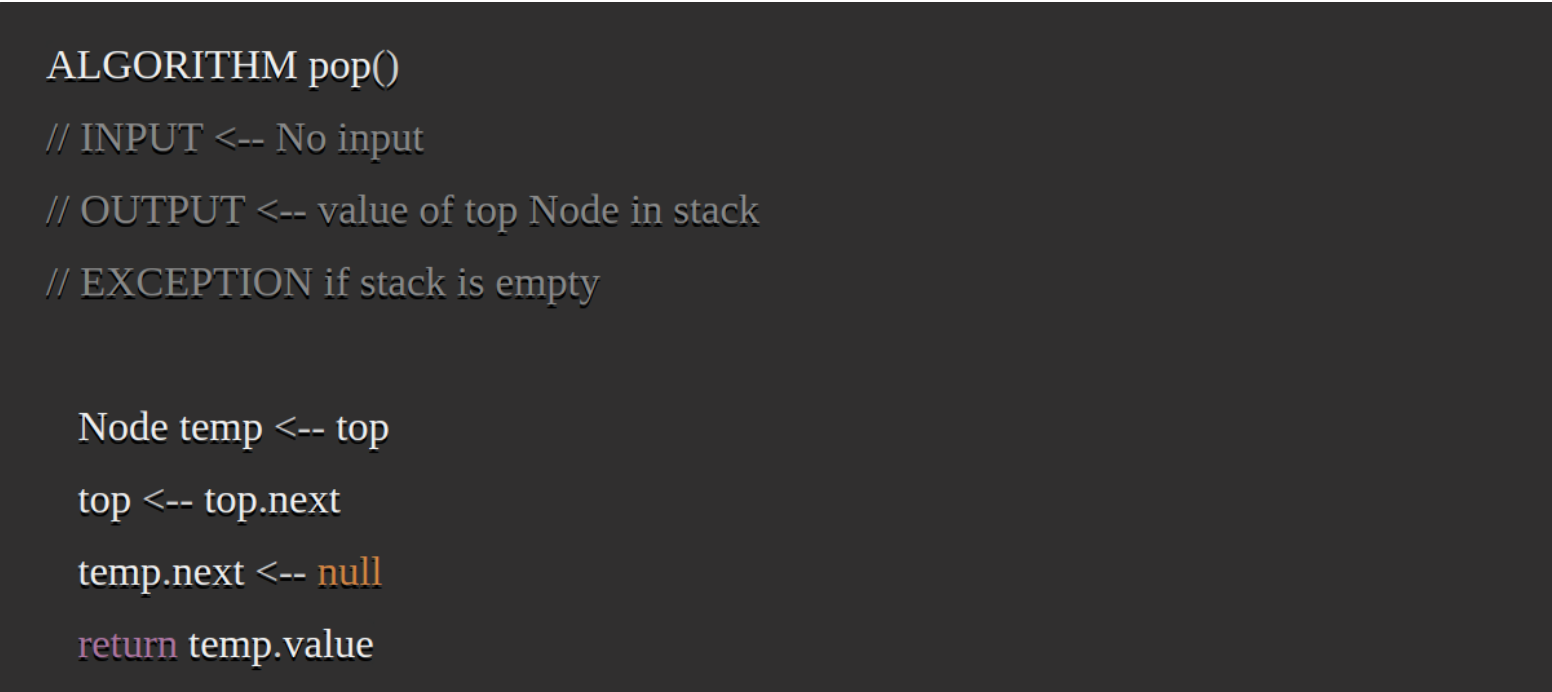 ALGORITHM pop()
// INPUT <-- No input
// OUTPUT <-- value of top Node in stack
// EXCEPTION if stack is empty
Node temp <-- top
top <-- top.next
temp.next <-- null
return temp.value